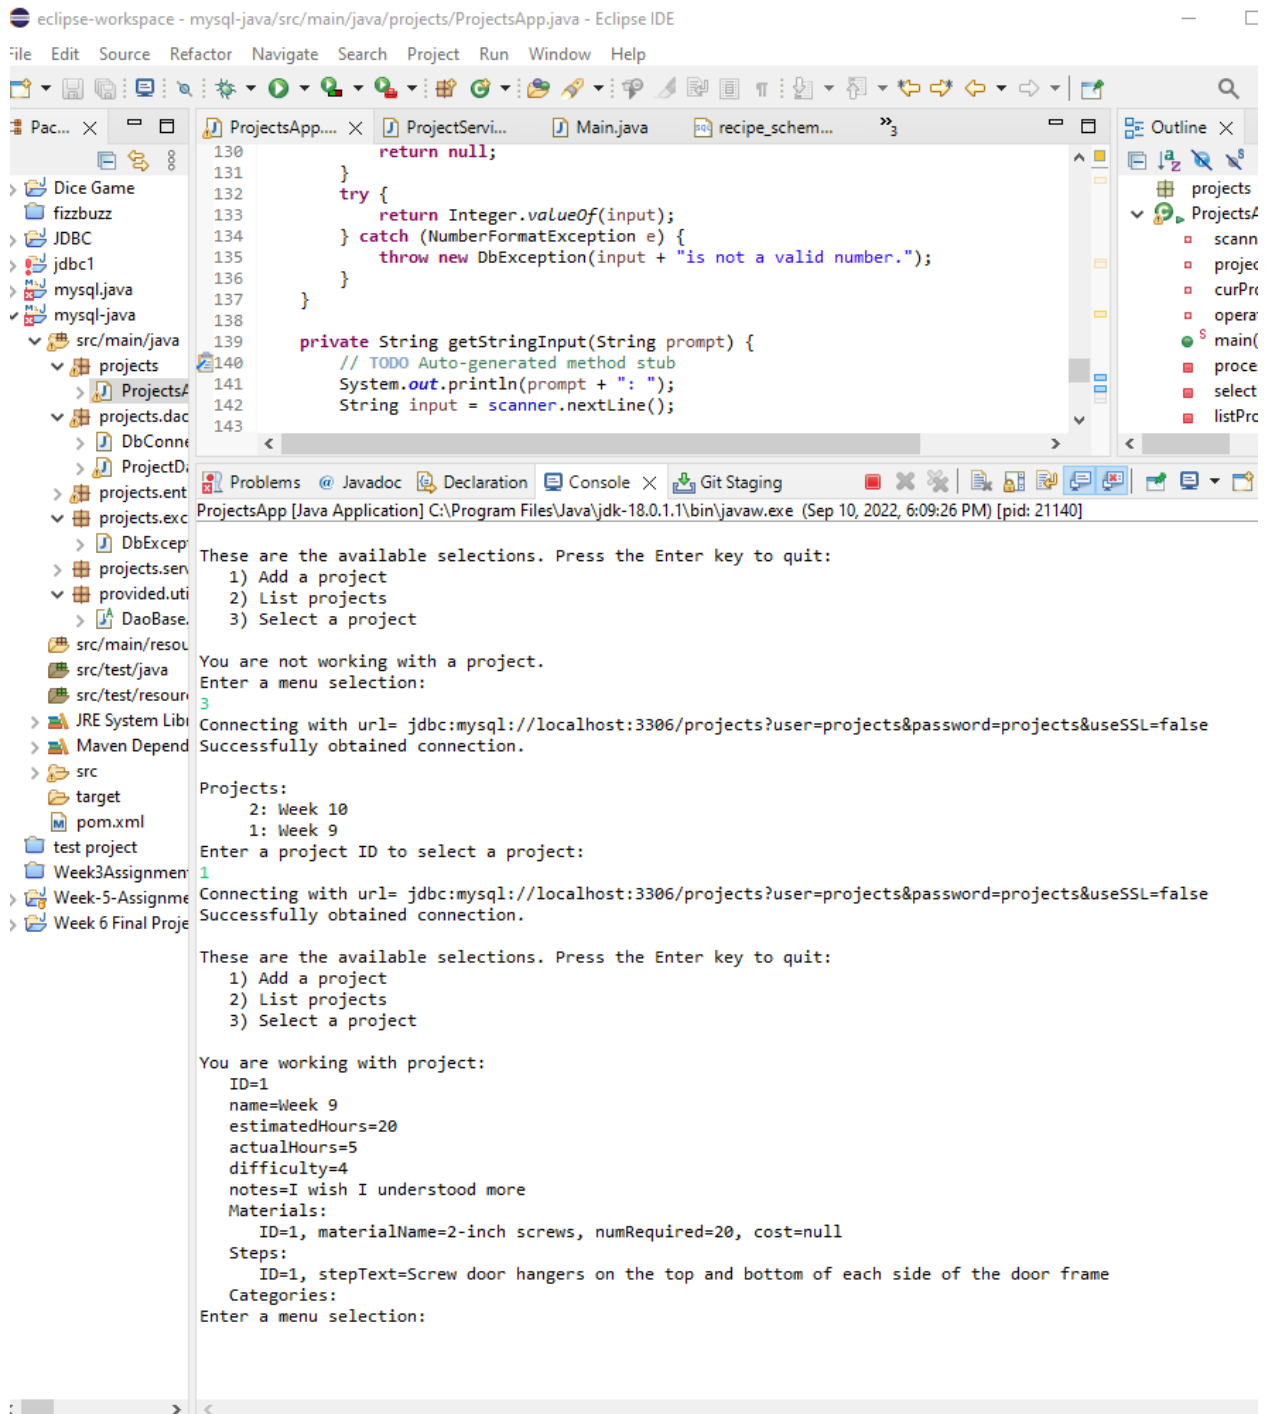 eclipse-workspace - mysql-java/src/main/java/projects/ProjectsApp.java - Eclipse IDE
File Edit Source Refactor Navigate Search Project Run Window Help
Pac...
ProjectsApp.... ProjectServi... Main.java recipe_schem... »3
Outline
Dice Game
fizzbuzz
JDBC
jdbc1
mysql.java
mysql-java
src/main/java
projects
ProjectsA
projects.dao
DbConne
ProjectDa
projects.ent
projects.exc
DbExcep
projects.serv
provided.uti
DaoBase.
src/main/resou
src/test/java
src/test/resour
JRE System Libr
Maven Depend
src
target
pom.xml
test project
Week3Assignmen
Week-5-Assignme
Week 6 Final Proje
130 return null;
131 }
132 try {
133 return Integer.valueOf(input);
134 } catch (NumberFormatException e) {
135 throw new DbException(input + "is not a valid number.");
136 }
137 }
138
139 private String getStringInput(String prompt) {
140 // TODO Auto-generated method stub
141 System.out.println(prompt + ": ");
142 String input = scanner.nextLine();
143
projects
ProjectsA
scann
projec
curPro
operat
main(
proce
select
listPro
Problems @ Javadoc Declaration Console Git Staging
ProjectsApp [Java Application] C:\Program Files\Java\jdk-18.0.1.1\bin\javaw.exe (Sep 10, 2022, 6:09:26 PM) [pid: 21140]
These are the available selections. Press the Enter key to quit:
1) Add a project
2) List projects
3) Select a project
You are not working with a project.
Enter a menu selection:
3
Connecting with url= jdbc:mysql://localhost:3306/projects?user=projects&password=projects&useSSL=false
Successfully obtained connection.
Projects:
2: Week 10
1: Week 9
Enter a project ID to select a project:
1
Connecting with url= jdbc:mysql://localhost:3306/projects?user=projects&password=projects&useSSL=false
Successfully obtained connection.
These are the available selections. Press the Enter key to quit:
1) Add a project
2) List projects
3) Select a project
You are working with project:
ID=1
name=Week 9
estimatedHours=20
actualHours=5
difficulty=4
notes=I wish I understood more
Materials:
ID=1, materialName=2-inch screws, numRequired=20, cost=null
Steps:
ID=1, stepText=Screw door hangers on the top and bottom of each side of the door frame
Categories:
Enter a menu selection: